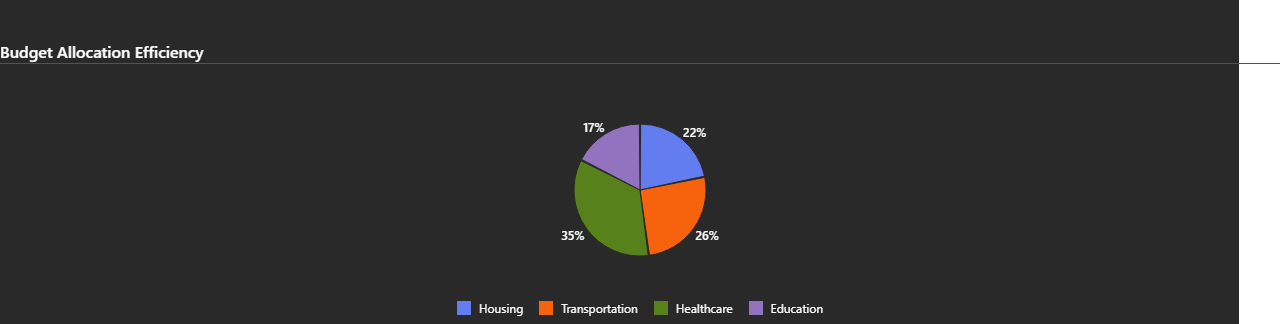 Budget Allocation Efficiency
17%
22%
35%
26%
Housing
Transportation
Healthcare
Education